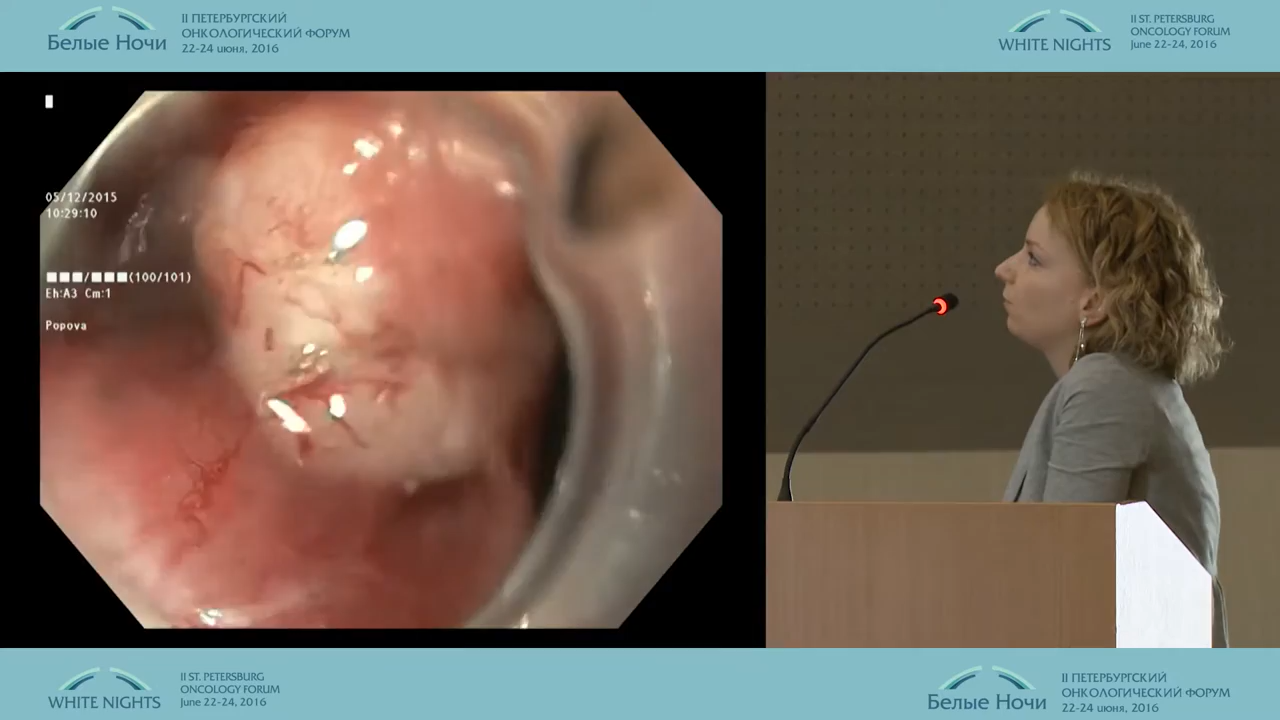 Белые Ночи
II ПЕТЕРБУРГСКИЙ
ОНКОЛОГИЧЕСКИЙ ФОРУМ
22-24 июня, 2016
WHITE NIGHTS
II ST. PETERSBURG
ONCOLOGY FORUM
June 22-24, 2016
05/12/2015
10:29:10
■■■/■■■(100/101)
Eh:A3 Cm:1
Popova
WHITE NIGHTS
II ST. PETERSBURG
ONCOLOGY FORUM
June 22-24, 2016
Белые Ночи
II ПЕТЕРБУРГСКИЙ
ОНКОЛОГИЧЕСКИЙ ФОРУМ
22-24 июня, 2016